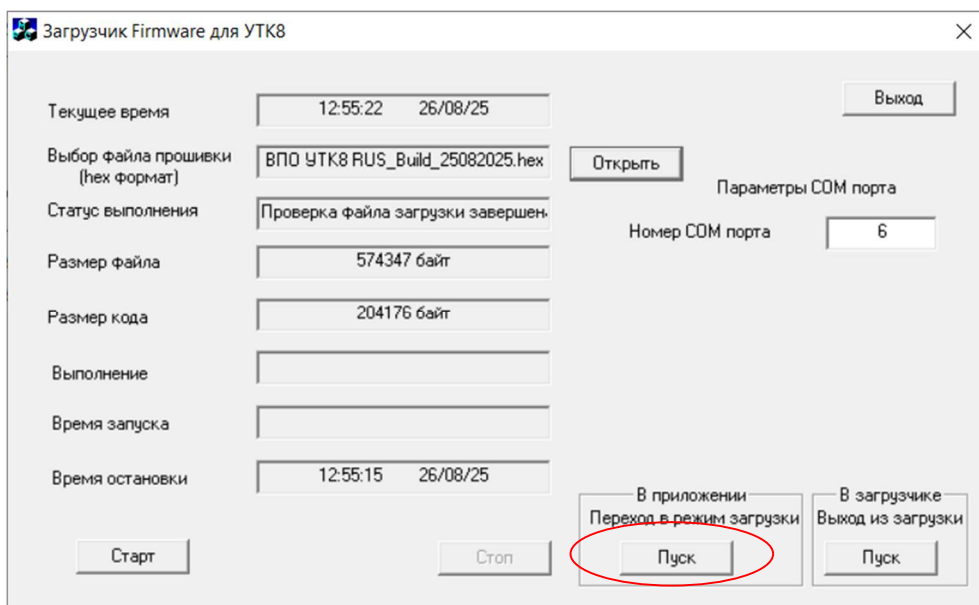 Загрузчик Firmware для УТК8
Выход
Текущее время
12:55:22 26/08/25
Выбор файла прошивки
(hex формат)
ВПО УТК8 RUS_Build_25082025.hex
Открыть
Параметры COM порта
Статус выполнения
Проверка файла загрузки завершен
Номер COM порта
6
Размер файла
574347 байт
Размер кода
204176 байт
Выполнение
Время запуска
Время остановки
12:55:15 26/08/25
В приложении
Переход в режим загрузки
Пуск
В загрузчике
Выход из загрузки
Пуск
Старт
Стоп